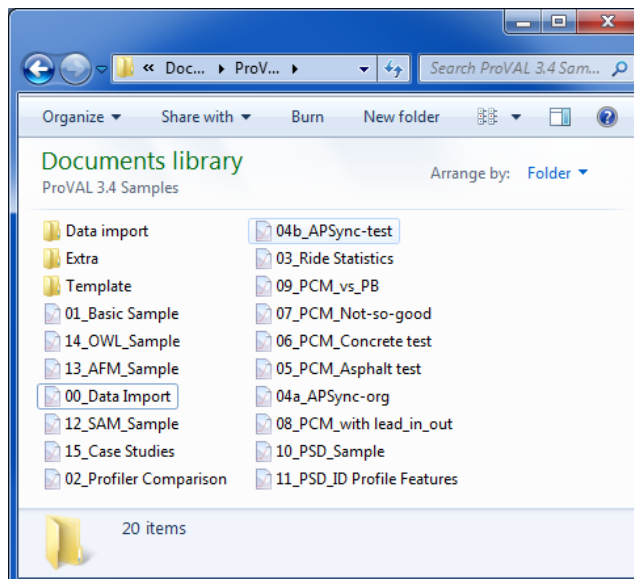 « Doc... ▸ ProV... ▸ Search ProVAL 3.4 Sam...
Organize Share with Burn New folder
Documents library
ProVAL 3.4 Samples
Arrange by: Folder
Data import
Extra
Template
01_Basic Sample
14_OWL_Sample
13_AFM_Sample
00_Data Import
12_SAM_Sample
15_Case Studies
02_Profiler Comparison
04b_APSync-test
03_Ride Statistics
09_PCM_vs_PB
07_PCM_Not-so-good
06_PCM_Concrete test
05_PCM_Asphalt test
04a_APSync-org
08_PCM_with lead_in_out
10_PSD_Sample
11_PSD_ID Profile Features
20 items